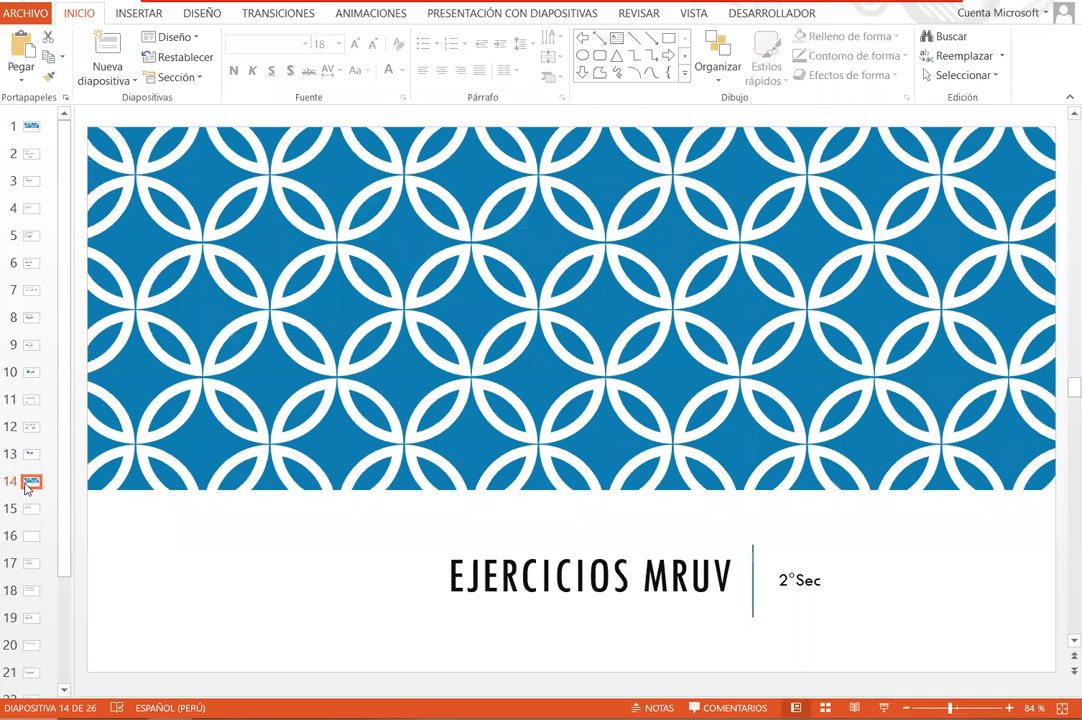 ARCHIVO INICIO INSERTAR DISEÑO TRANSICIONES ANIMACIONES PRESENTACIÓN CON DIAPOSITIVAS REVISAR VISTA DESARROLLADOR Cuenta Microsoft
Pegar
Nueva diapositiva
Diseño
Restablecer
Sección
18
N K S S abc AV Aa A
Organizar
Estilos rápidos
Relleno de forma
Contorno de forma
Efectos de forma
Buscar
Reemplazar
Seleccionar
Portapapeles Diapositivas Fuente Párrafo Dibujo Edición
1
2
3
4
5
6
7
8
9
10
11
12
13
14
15
16
17
18
19
20
21
EJERCICIOS MRUV
2°Sec
DIAPOSITIVA 14 DE 26 ESPAÑOL (PERÚ) NOTAS COMENTARIOS 84 %